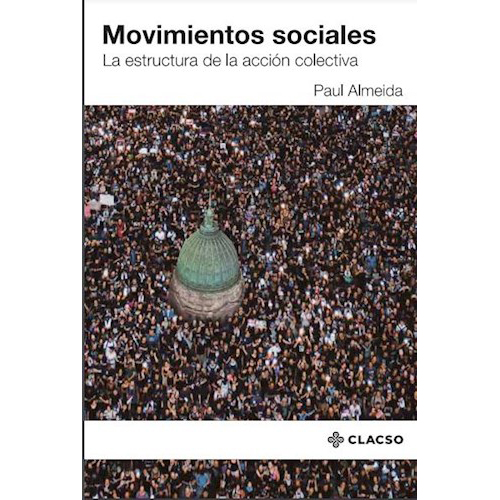 Movimientos sociales
La estructura de la acción colectiva
Paul Almeida
CLACSO